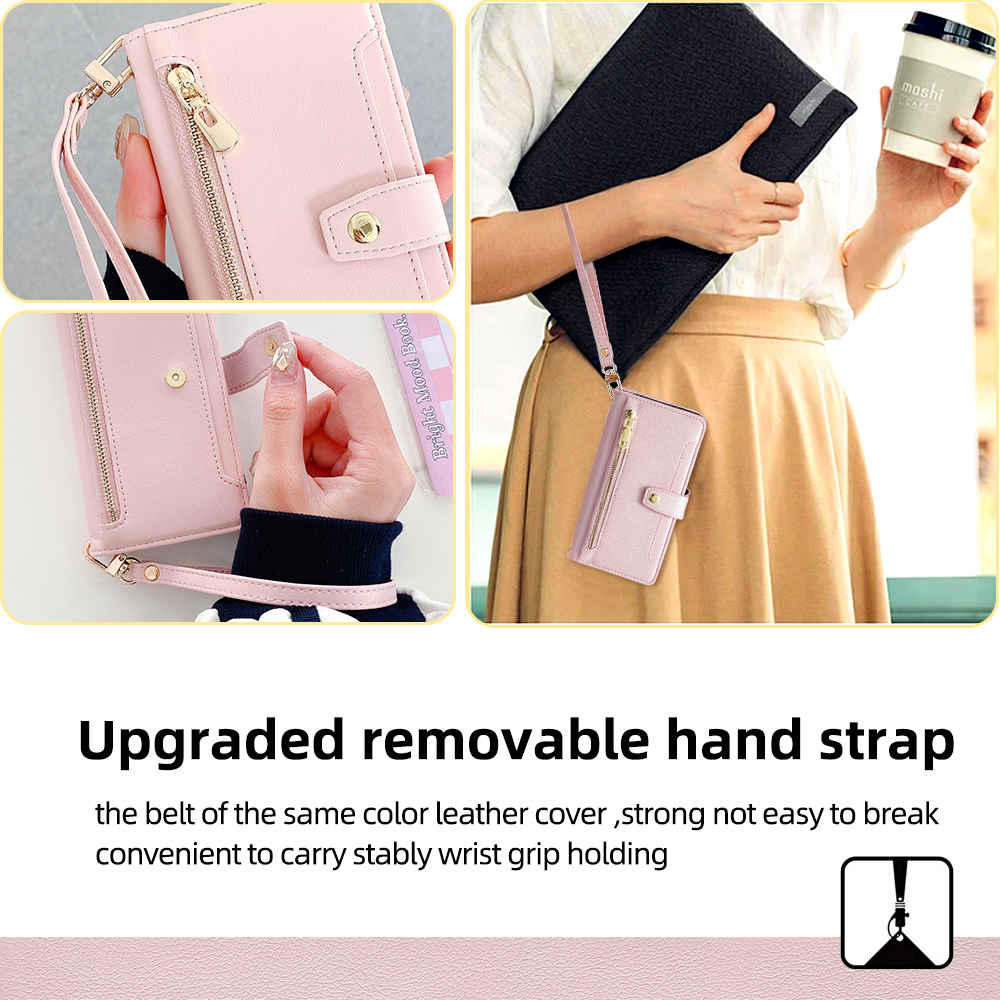 moshi
CAFE
Bright Mood Book.
Upgraded removable hand strap
the belt of the same color leather cover ,strong not easy to break
convenient to carry stably wrist grip holding